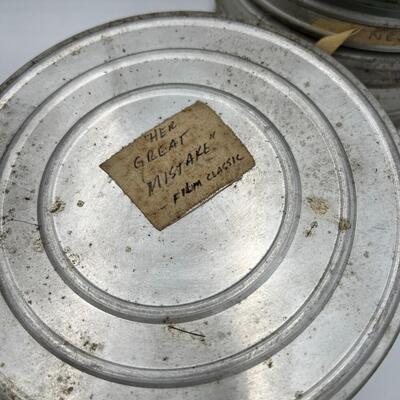 "HER
GREAT
MISTAKE"
FILM CLASSIC